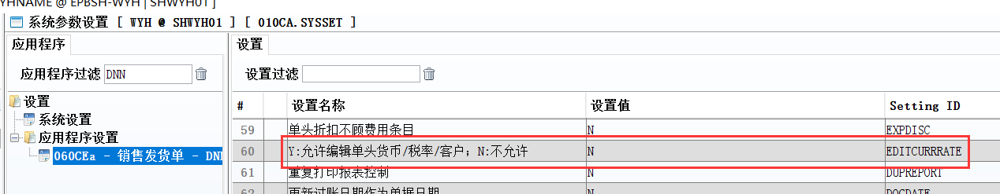 YHNAME @ EPBSH-WYH | SHWYH01 ]
系统参数设置 [ WYH @ SHWYH01 ] [ 010CA.SYSSET ]
应用程序
设置
应用程序过滤 DNN
设置过滤
设置
系统设置
应用程序设置
060CEa - 销售发货单 - DN
# 设置名称 设置值 Setting ID
59 单头折扣不顾费用条目 N EXPDISC
60 Y:允许编辑单头货币/税率/客户；N:不允许 N EDITCURRRATE
61 重复打印报表控制 N DUPREPORT
62 更新过账日期作为单据日期 N DOCDATE